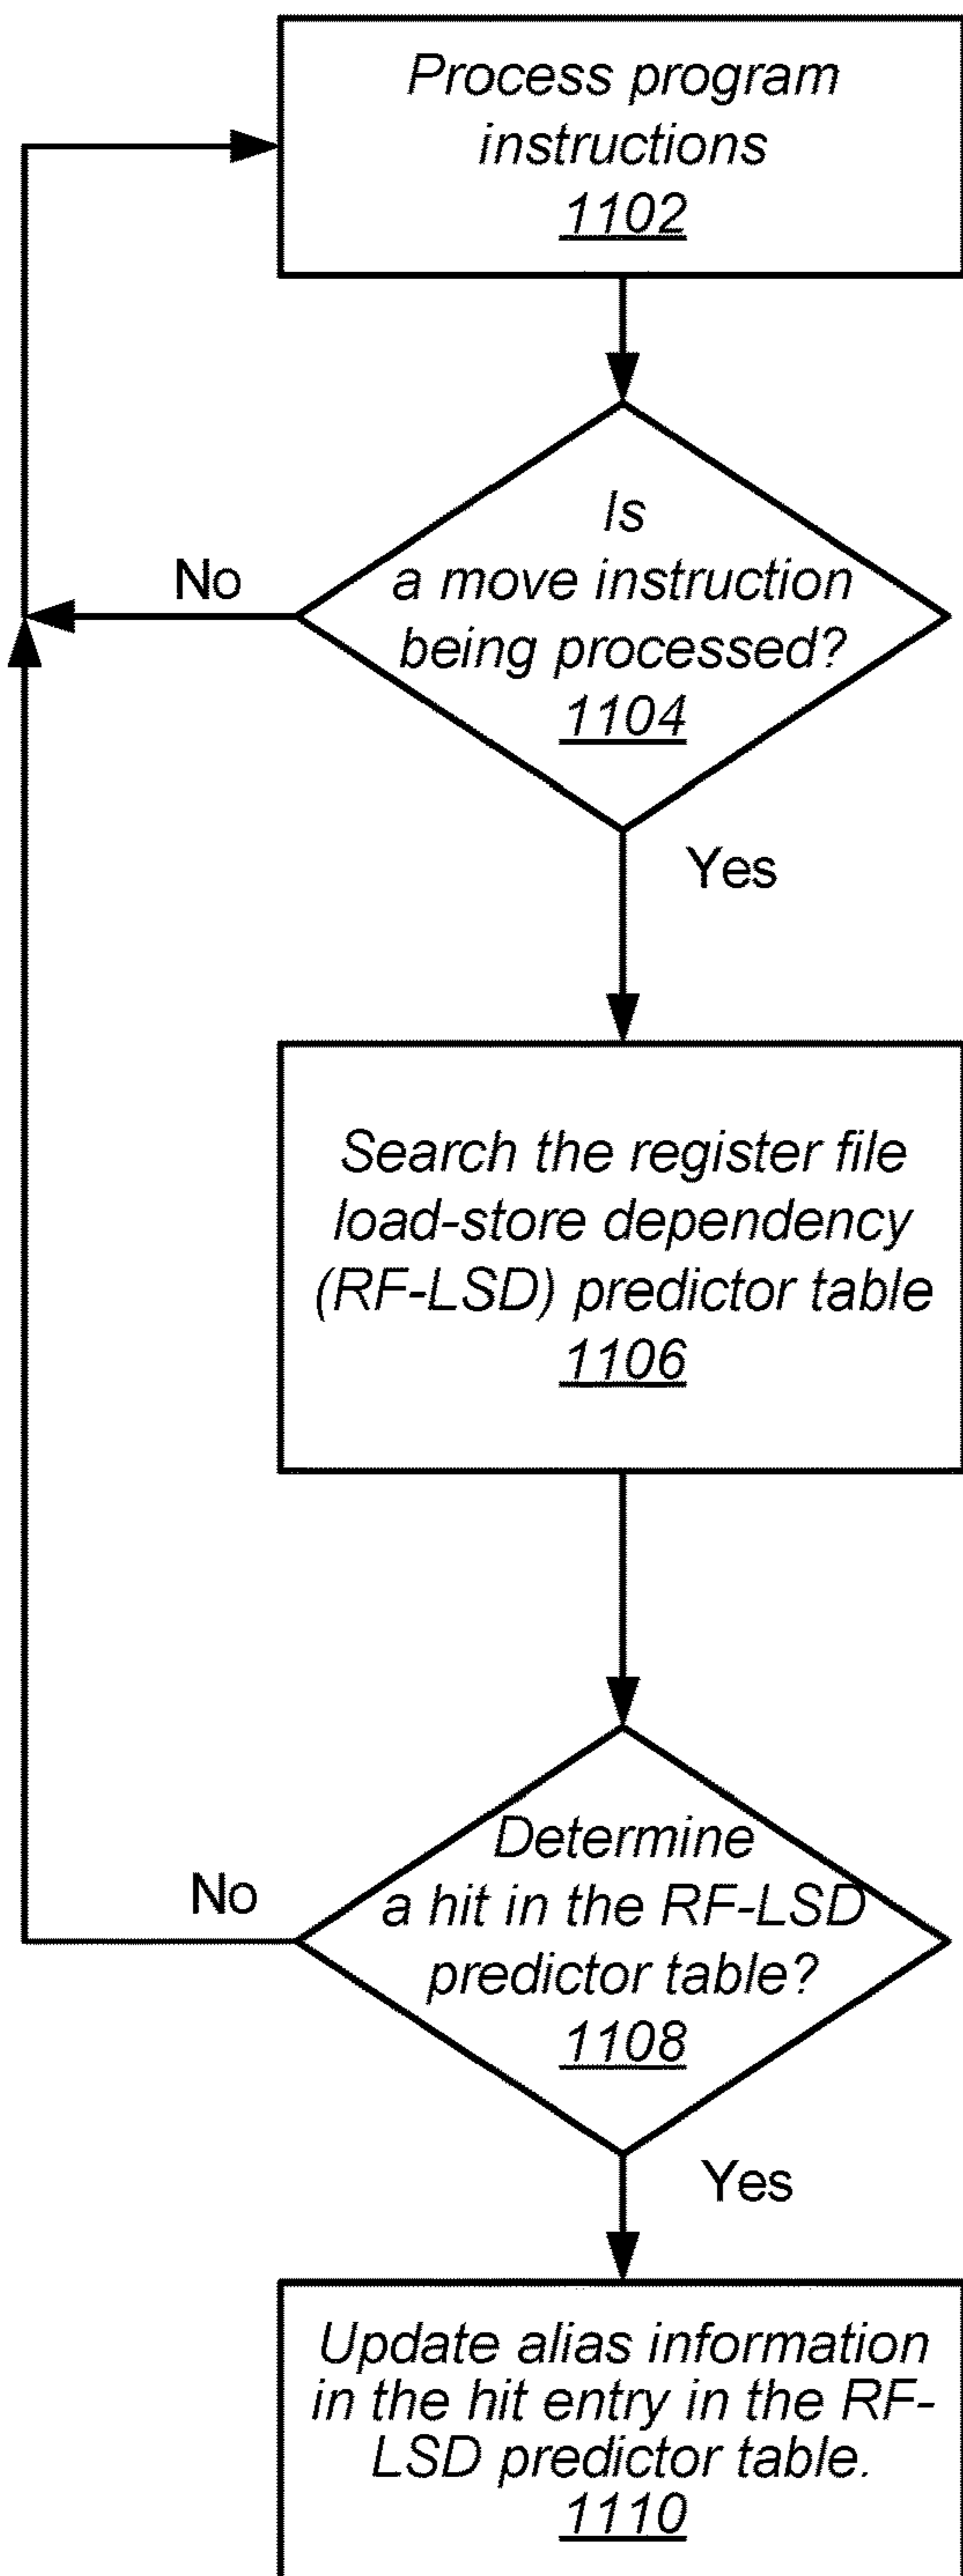 Process program
instructions
1102
Is
a move instruction
being processed?
1104
No
Yes
Search the register file
load-store dependency
(RF-LSD) predictor table
1106
Determine
a hit in the RF-LSD
predictor table?
1108
No
Yes
Update alias information
in the hit entry in the RF-
LSD predictor table.
1110